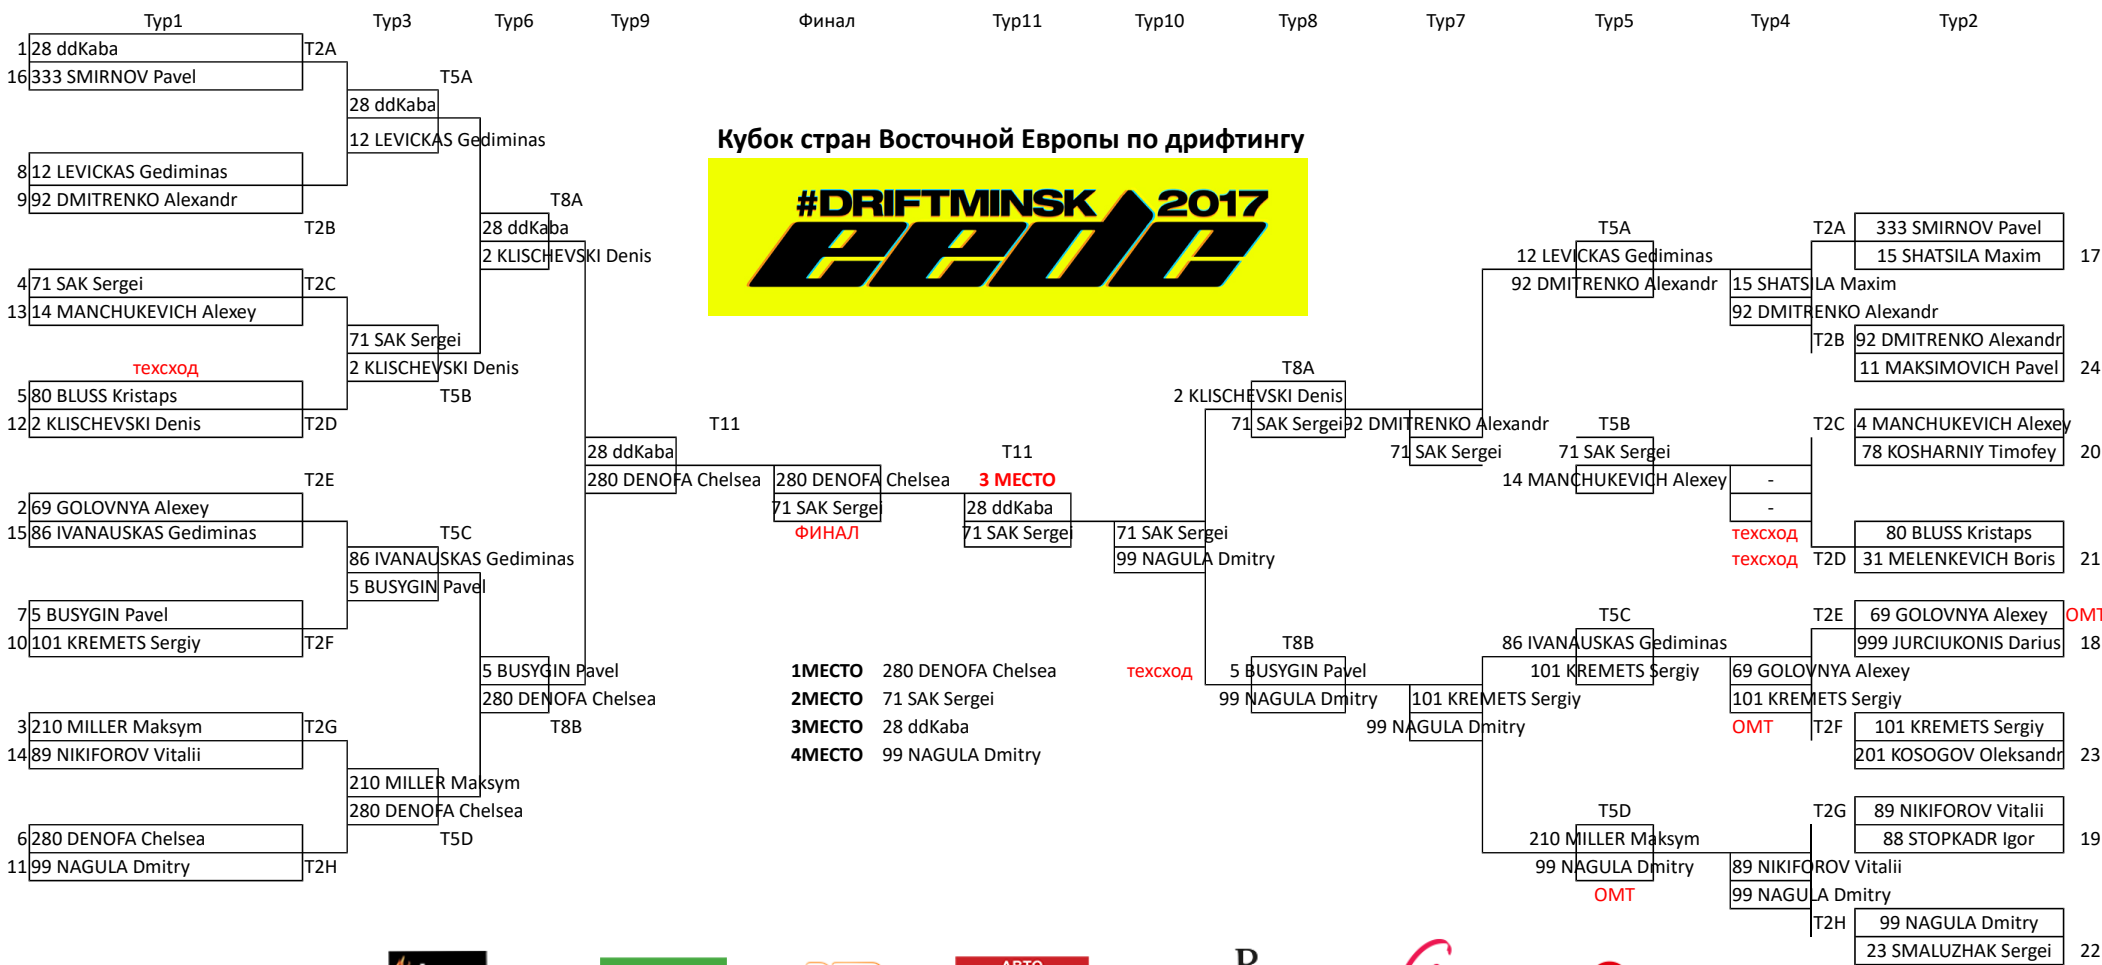 Тур1 Тур3 Тур6 Тур9 Финал Тур11 Тур10 Тур8 Тур7 Тур5 Тур4 Тур2
1 28 ddKaba T2A
16 333 SMIRNOV Pavel
T5A
28 ddKaba
12 LEVICKAS Gediminas
8 12 LEVICKAS Gediminas
9 92 DMITRENKO Alexandr
T2B
T8A
28 ddKaba
2 KLISCHEVSKI Denis
4 71 SAK Sergei T2C
13 14 MANCHUKEVICH Alexey
71 SAK Sergei
2 KLISCHEVSKI Denis
T5B
техсход
5 80 BLUSS Kristaps
12 2 KLISCHEVSKI Denis T2D
T11
28 ddKaba
280 DENOFA Chelsea
T2E
2 69 GOLOVNYA Alexey
15 86 IVANAUSKAS Gediminas
T5C
86 IVANAUSKAS Gediminas
5 BUSYGIN Pavel
7 5 BUSYGIN Pavel
10 101 KREMETS Sergiy T2F
5 BUSYGIN Pavel
280 DENOFA Chelsea
T8B
3 210 MILLER Maksym T2G
14 89 NIKIFOROV Vitalii
210 MILLER Maksym
280 DENOFA Chelsea
T5D
6 280 DENOFA Chelsea
11 99 NAGULA Dmitry T2H
Кубок стран Восточной Европы по дрифтингу
#DRIFTMINSK 2017
eedc
280 DENOFA Chelsea
71 SAK Sergei
ФИНАЛ
T11
3 МЕСТО
28 ddKaba
71 SAK Sergei
71 SAK Sergei
99 NAGULA Dmitry
1МЕСТО 280 DENOFA Chelsea
2МЕСТО 71 SAK Sergei
3МЕСТО 28 ddKaba
4МЕСТО 99 NAGULA Dmitry
T8A
2 KLISCHEVSKI Denis
71 SAK Sergei
92 DMITRENKO Alexandr
71 SAK Sergei
T8B
техсход 5 BUSYGIN Pavel
99 NAGULA Dmitry
101 KREMETS Sergiy
99 NAGULA Dmitry
T5A
12 LEVICKAS Gediminas
92 DMITRENKO Alexandr
15 SHATSILA Maxim
92 DMITRENKO Alexandr
T5B
71 SAK Sergei
14 MANCHUKEVICH Alexey
-
-
техсход
техсход
T5C
86 IVANAUSKAS Gediminas
101 KREMETS Sergiy
69 GOLOVNYA Alexey
101 KREMETS Sergiy
ОМТ
T5D
210 MILLER Maksym
99 NAGULA Dmitry
ОМТ
89 NIKIFOROV Vitalii
99 NAGULA Dmitry
T2A 333 SMIRNOV Pavel
15 SHATSILA Maxim 17
T2B 92 DMITRENKO Alexandr
11 MAKSIMOVICH Pavel 24
T2C 4 MANCHUKEVICH Alexey
78 KOSHARNIY Timofey 20
80 BLUSS Kristaps
T2D 31 MELENKEVICH Boris 21
T2E 69 GOLOVNYA Alexey ОМТ
999 JURCIUKONIS Darius 18
T2F 101 KREMETS Sergiy
201 KOSOGOV Oleksandr 23
T2G 89 NIKIFOROV Vitalii
88 STOPKADR Igor 19
T2H 99 NAGULA Dmitry
23 SMALUZHAK Sergei 22